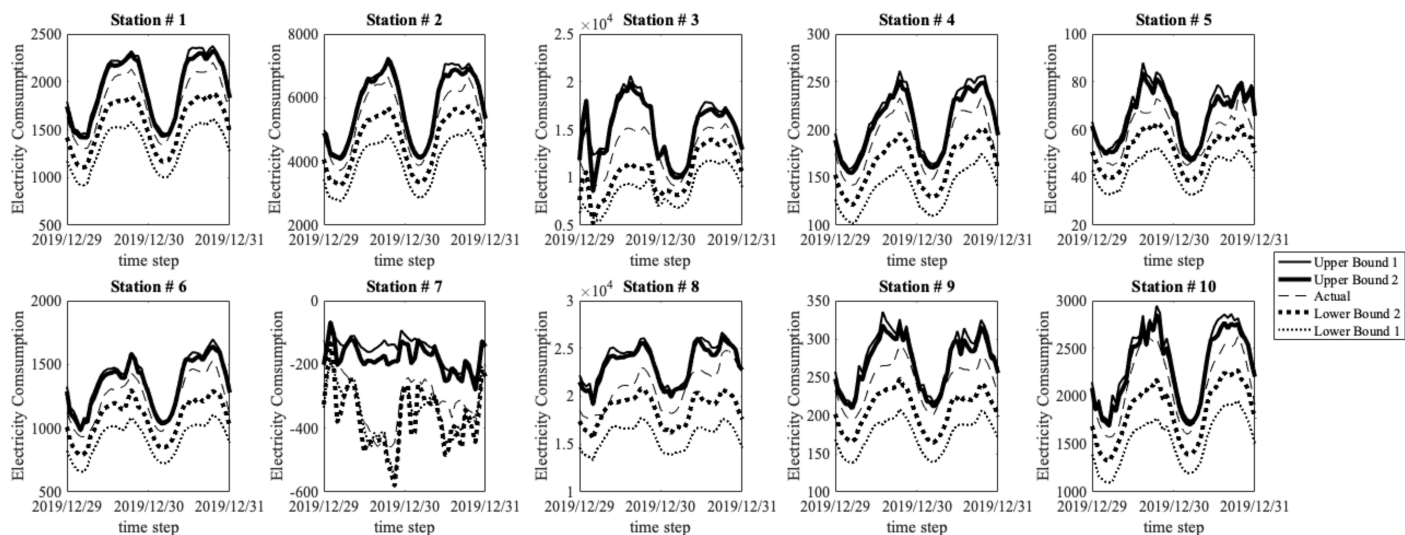 Station # 1
Station # 2
Station # 3
Station # 4
Station # 5
2500
2000
1500
1000
500
Electricity Comsumption
2019/12/29 2019/12/30 2019/12/31
time step
8000
6000
4000
2000
2019/12/29 2019/12/30 2019/12/31
time step
×10⁴
2.5
2
1.5
1
0.5
Electricity Consumption
2019/12/29 2019/12/30 2019/12/31
time step
300
250
200
150
100
Electricity Consumption
2019/12/29 2019/12/30 2019/12/31
time step
100
80
60
40
20
Electricity Consumption
2019/12/29 2019/12/30 2019/12/31
time step
Upper Bound 1
Upper Bound 2
Actual
Lower Bound 2
Lower Bound 1
Station # 6
Station # 7
Station # 8
Station # 9
Station # 10
2000
1500
1000
500
Electricity Consumption
2019/12/29 2019/12/30 2019/12/31
time step
0
-200
-400
-600
Electricity Consumption
2019/12/29 2019/12/30 2019/12/31
time step
×10⁴
3
2.5
2
1.5
1
Electricity Consumption
2019/12/29 2019/12/30 2019/12/31
time step
350
300
250
200
150
100
Electricity Consumption
2019/12/29 2019/12/30 2019/12/31
time step
3000
2500
2000
1500
1000
Electricity Consumption
2019/12/29 2019/12/30 2019/12/31
time step